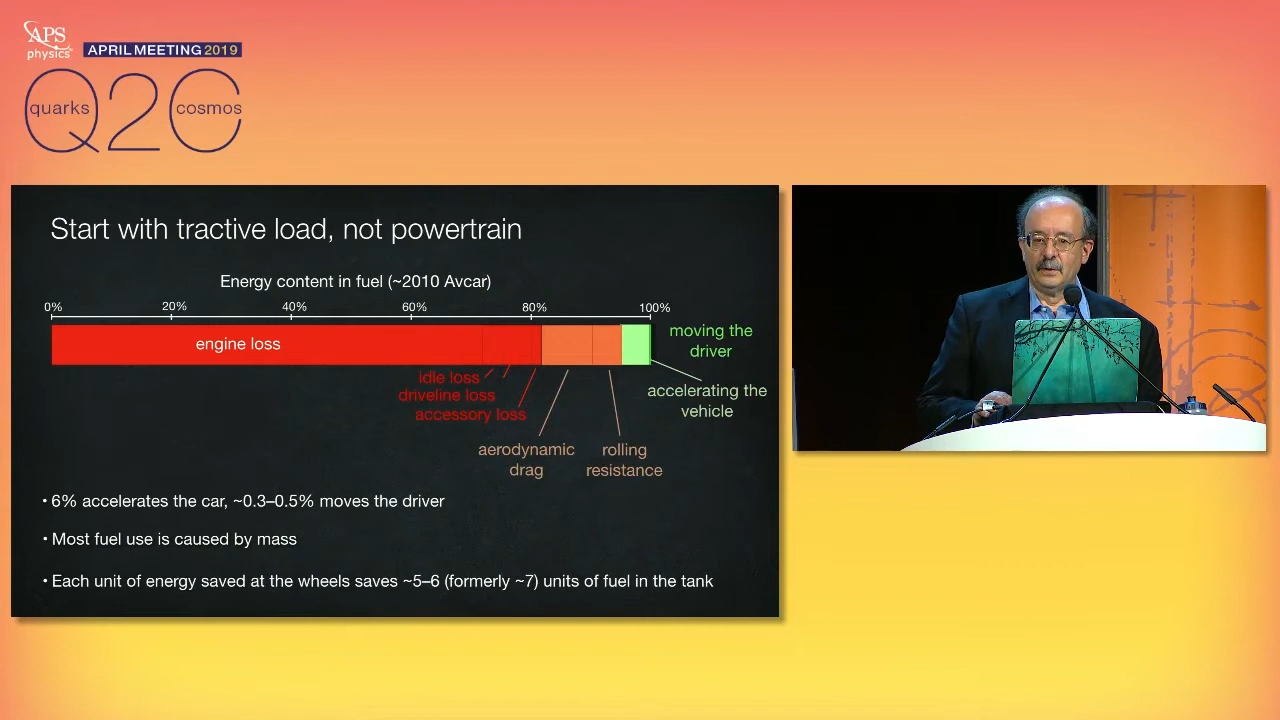 APS
physics
APRIL MEETING 2019
Q2C
quarks
cosmos
Start with tractive load, not powertrain
Energy content in fuel (~2010 Avcar)
0% 20% 40% 60% 80% 100%
engine loss
moving the
driver
idle loss
driveline loss
accessory loss
accelerating the
vehicle
aerodynamic
drag
rolling
resistance
• 6% accelerates the car, ~0.3–0.5% moves the driver
• Most fuel use is caused by mass
• Each unit of energy saved at the wheels saves ~5–6 (formerly ~7) units of fuel in the tank